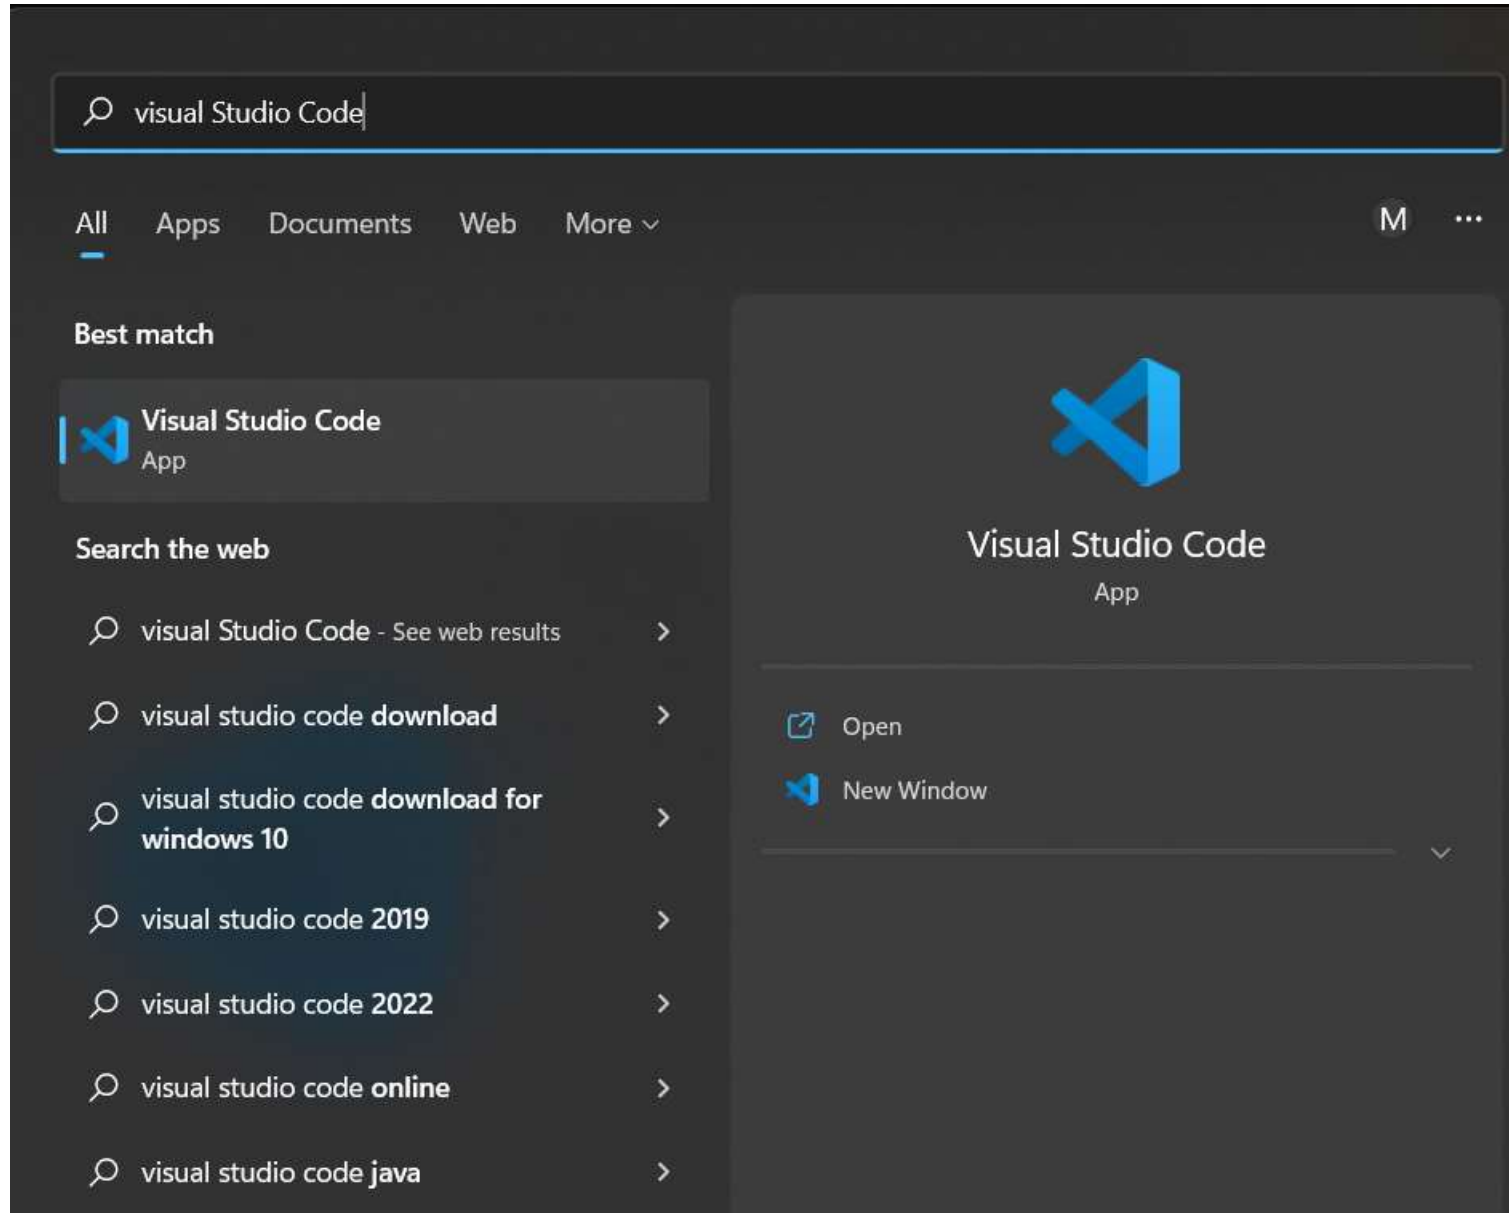 visual Studio Code
All Apps Documents Web More
M ...
Best match
Visual Studio Code
App
Search the web
visual Studio Code - See web results
visual studio code download
visual studio code download for
windows 10
visual studio code 2019
visual studio code 2022
visual studio code online
visual studio code java
Visual Studio Code
App
Open
New Window